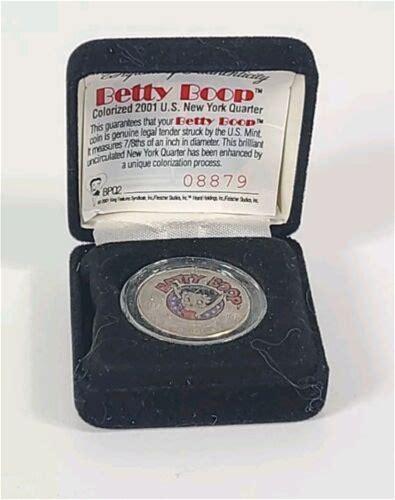 Betty Boop™
Colorized 2001 U.S. New York Quarter
This guarantees that your Betty Boop™
coin is genuine legal tender struck by the U.S. Mint.
It measures 7/8ths of an inch in diameter. This brilliant
uncirculated New York Quarter has been enhanced by
a unique colorization process.
08879
BPQ2
BETTY BOOP